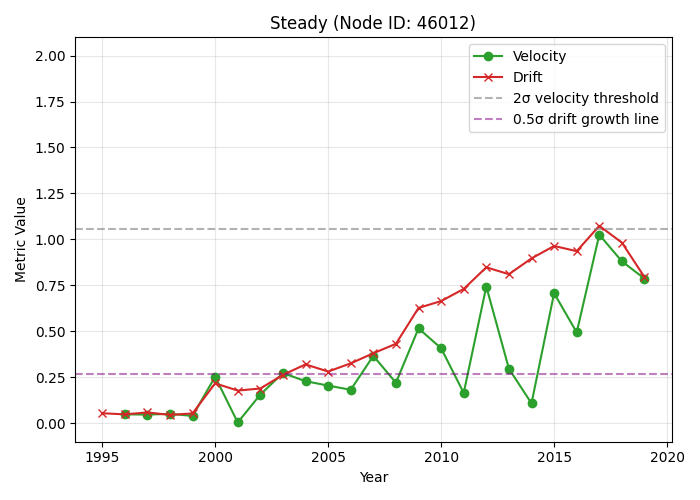 Steady (Node ID: 46012)
Velocity
Drift
2σ velocity threshold
0.5σ drift growth line
Metric Value
2.00
1.75
1.50
1.25
1.00
0.75
0.50
0.25
0.00
1995
2000
2005
2010
2015
2020
Year